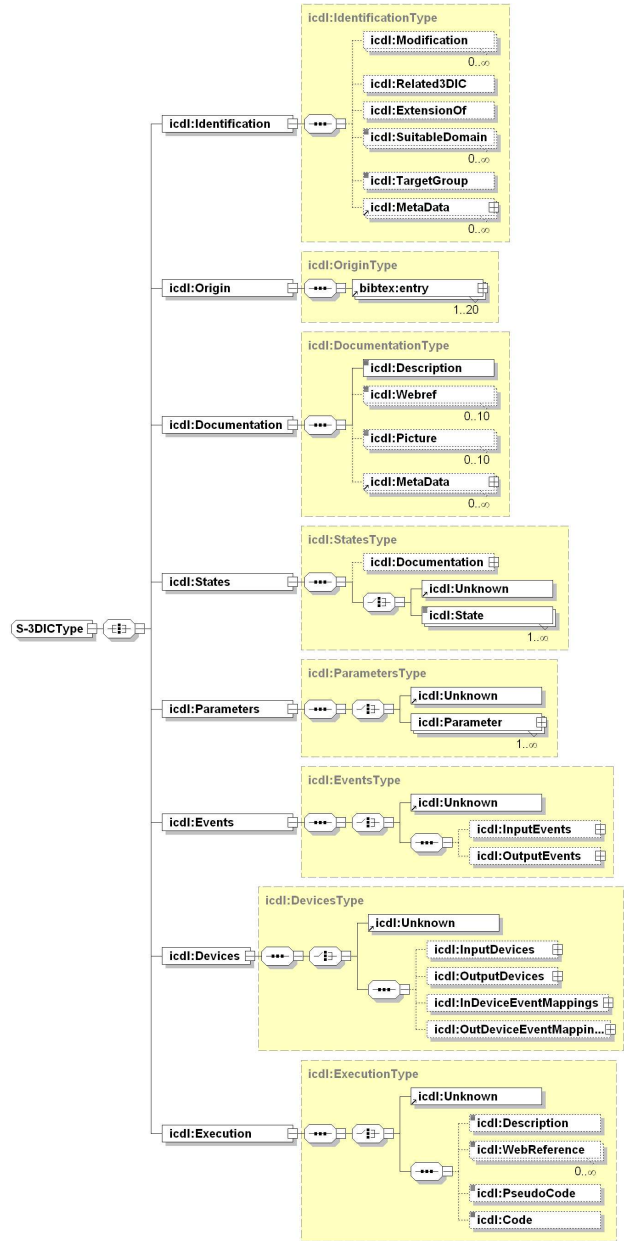 icdl:IdentificationType
icdl:Modification
0..∞
icdl:Related3DIC
icdl:ExtensionOf
icdl:Identification
icdl:SuitableDomain
0..∞
icdl:TargetGroup
icdl:MetaData
0..∞
icdl:OriginType
icdl:Origin
bibtex:entry
1..20
icdl:DocumentationType
icdl:Description
icdl:Webref
0..10
icdl:Documentation
icdl:Picture
0..10
icdl:MetaData
0..∞
icdl:StatesType
icdl:Documentation
icdl:States
icdl:Unknown
icdl:State
1..∞
S-3DICType
icdl:ParametersType
icdl:Unknown
icdl:Parameters
icdl:Parameter
1..∞
icdl:EventsType
icdl:Unknown
icdl:Events
icdl:InputEvents
icdl:OutputEvents
icdl:DevicesType
icdl:Unknown
icdl:Devices
icdl:InputDevices
icdl:OutputDevices
icdl:InDeviceEventMappings
icdl:OutDeviceEventMappin...
icdl:ExecutionType
icdl:Unknown
icdl:Execution
icdl:Description
icdl:WebReference
0..∞
icdl:PseudoCode
icdl:Code